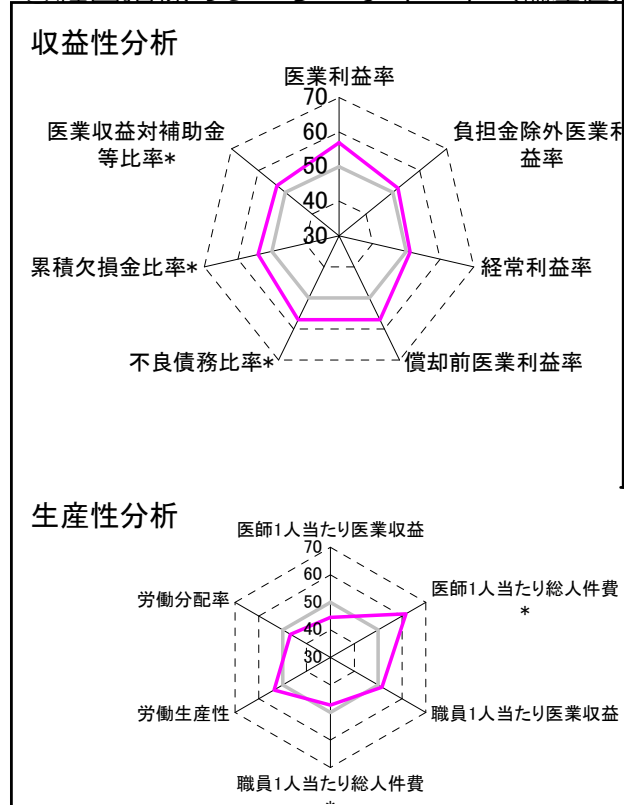 収益性分析
医業利益率
70
60
50
40
30
負担金除外医業利
益率
経常利益率
償却前医業利益率
不良債務比率*
累積欠損金比率*
医業収益対補助金
等比率*
生産性分析
医師1人当たり医業収益
70
60
50
40
30
医師1人当たり総人件費
*
職員1人当たり医業収益
職員1人当たり総人件費
*
労働生産性
労働分配率